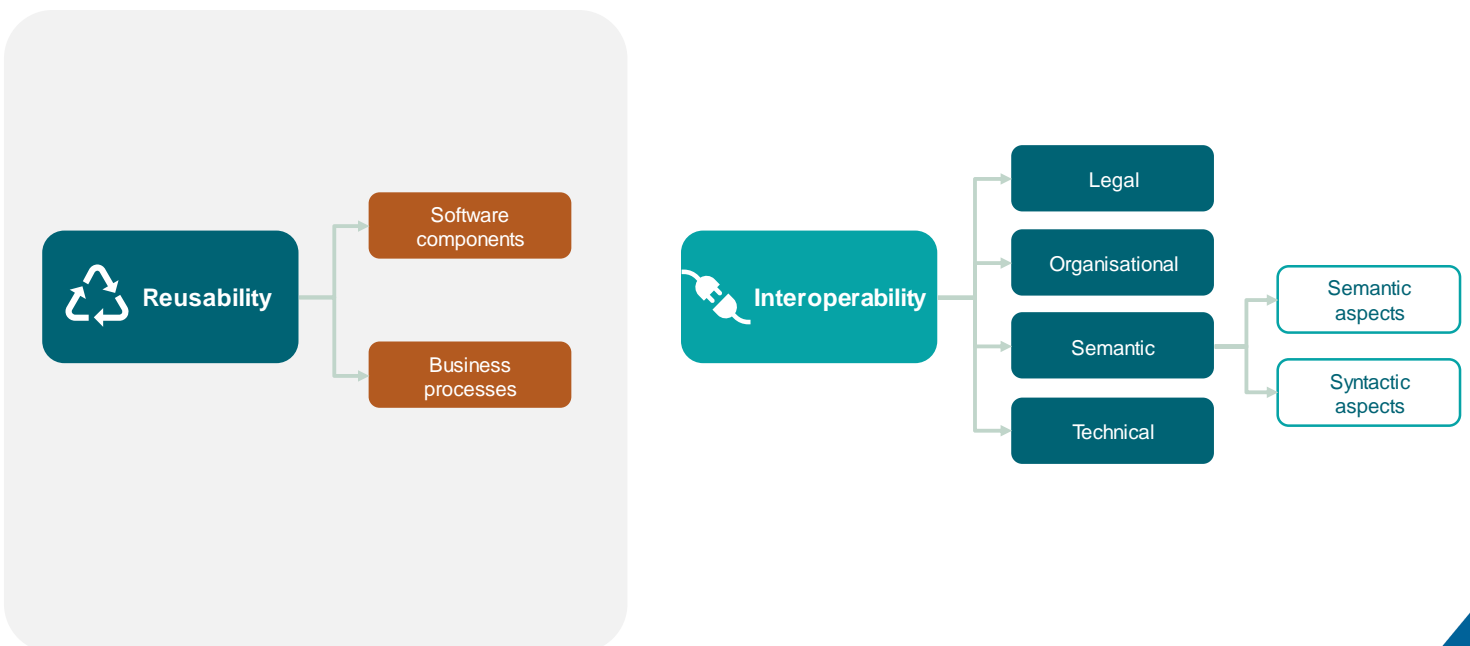 Reusability
Software
components
Business
processes
Interoperability
Legal
Organisational
Semantic
Technical
Semantic
aspects
Syntactic
aspects